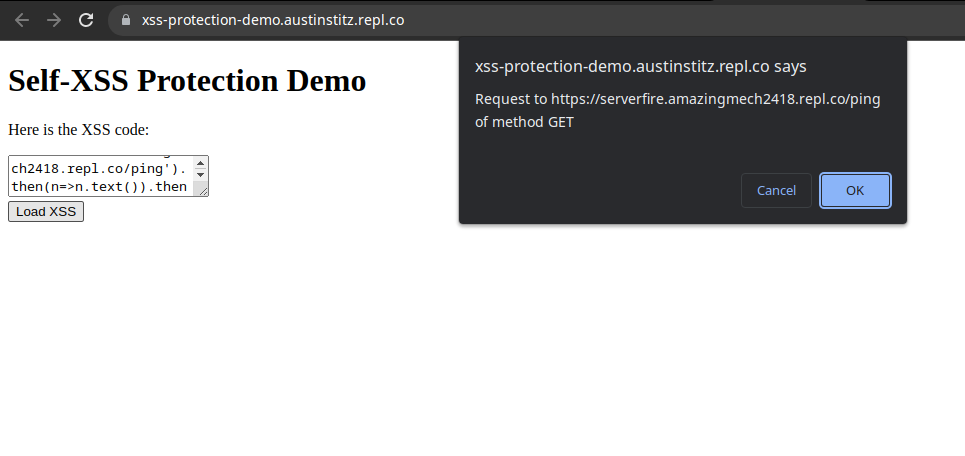 xss-protection-demo.austinstitz.repl.co
Self-XSS Protection Demo
Here is the XSS code:
ch2418.repl.co/ping').
then(n=>n.text()).then
Load XSS
xss-protection-demo.austinstitz.repl.co says
Request to https://serverfire.amazingmech2418.repl.co/ping
of method GET
Cancel
OK